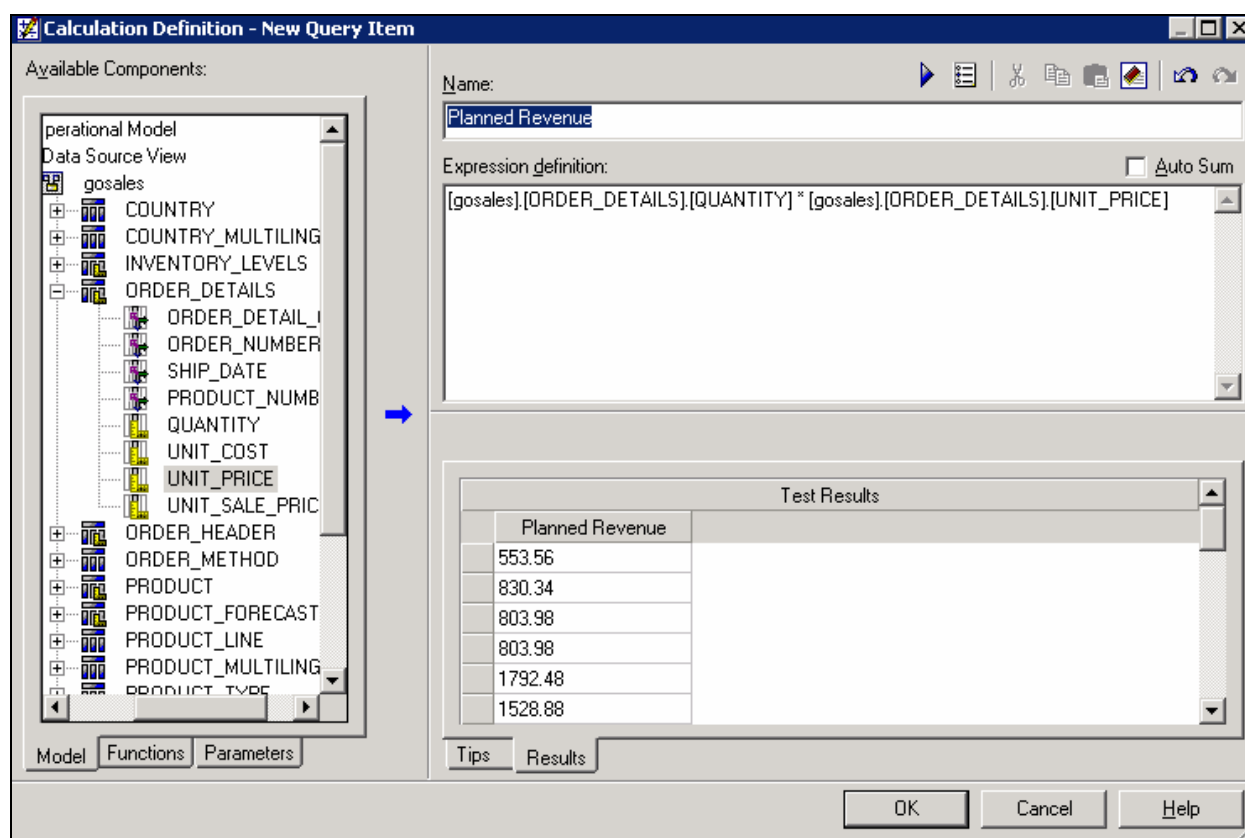 Calculation Definition - New Query Item
Available Components:
perational Model
Data Source View
gosales
COUNTRY
COUNTRY_MULTILING
INVENTORY_LEVELS
ORDER_DETAILS
ORDER_DETAIL_
ORDER_NUMBER
SHIP_DATE
PRODUCT_NUMB
QUANTITY
UNIT_COST
UNIT_PRICE
UNIT_SALE_PRIC
ORDER_HEADER
ORDER_METHOD
PRODUCT
PRODUCT_FORECAST
PRODUCT_LINE
PRODUCT_MULTILING
PRODUCT_TYPE
Model Functions Parameters
Name:
Planned Revenue
Expression definition:
Auto Sum
[gosales].[ORDER_DETAILS].[QUANTITY] * [gosales].[ORDER_DETAILS].[UNIT_PRICE]
Test Results
Planned Revenue
553.56
830.34
803.98
803.98
1792.48
1528.88
Tips Results
OK Cancel Help